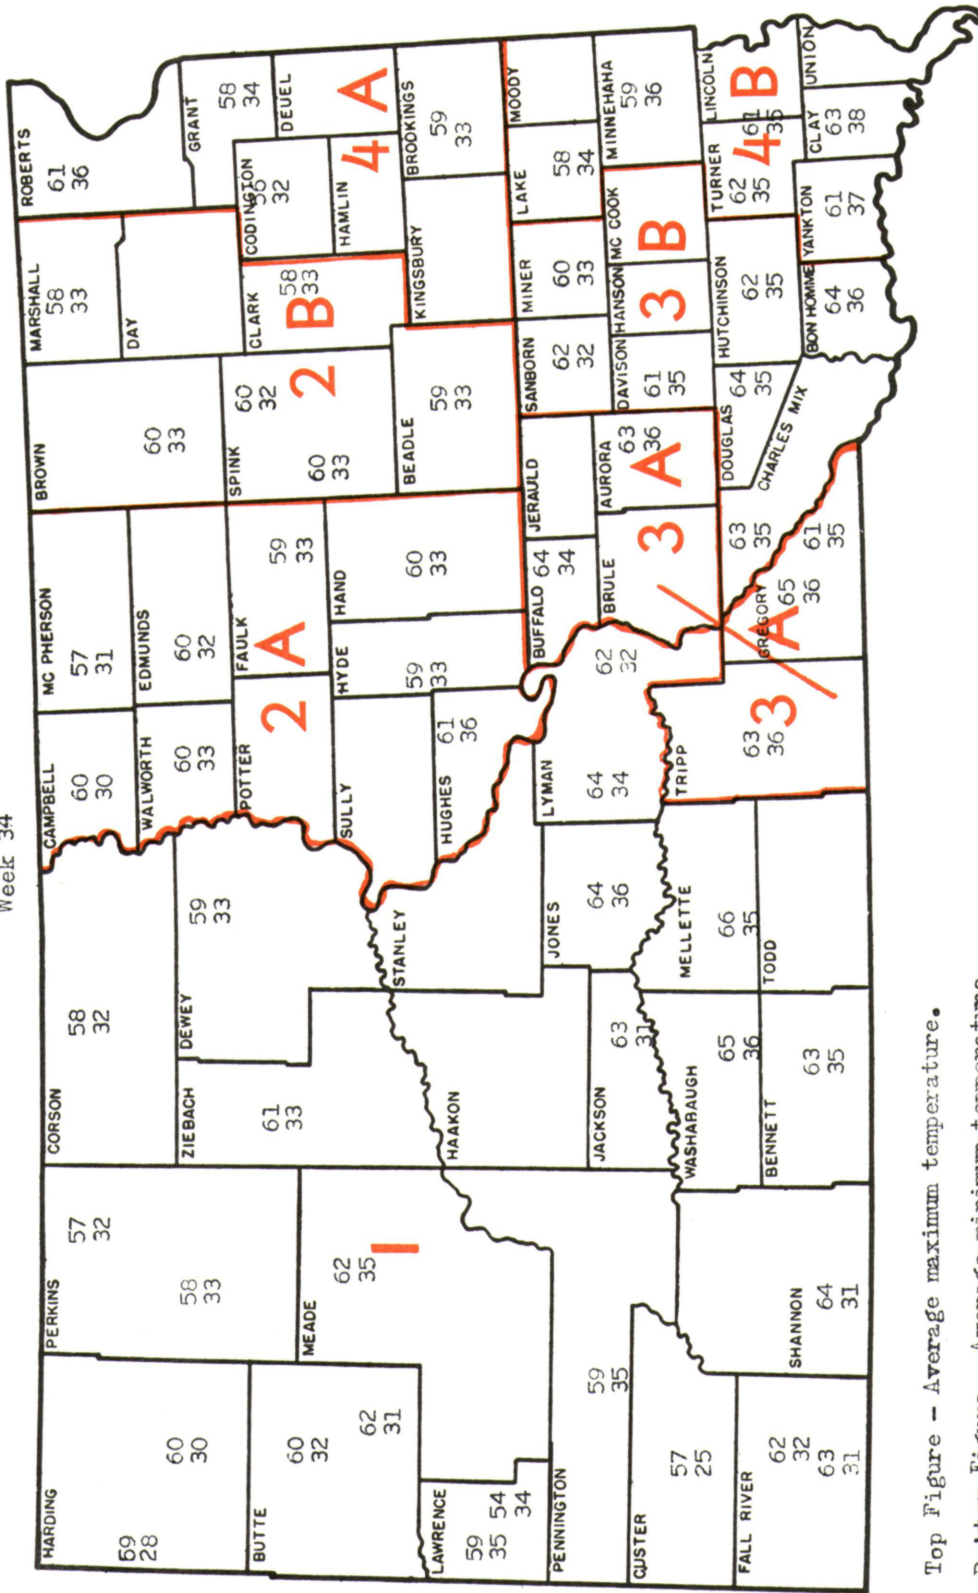 Week 34
HARDING
59
28
60
30
PERKINS
57
32
58
33
CORSON
58
32
CAMPBELL
60
30
MC PHERSON
57
31
BROWN
60
33
MARSHALL
58
33
ROBERTS
61
36
DAY
GRANT
58
34
WALWORTH
60
33
EDMUNDS
60
32
BUTTE
60
32
62
31
MEADE
62
35
1
ZIEBACH
61
33
DEWEY
59
33
POTTER
2 A
FAULK
59
33
SPINK
60
32
60
33
2 B
CLARK
58
33
CODINGTON
56
32
DEUEL
HAMLIN
4 A
SULLY
HYDE
59
33
HAND
60
33
BEADLE
59
33
KINGSBURY
BROOKINGS
59
33
LAWRENCE
59
35
54
34
HAAKON
STANLEY
HUGHES
61
36
PENNINGTON
59
35
JACKSON
63
31
JONES
64
36
LYMAN
64
34
62
32
BUFFALO
64
34
JERAULD
SANBORN
62
32
MINER
60
33
LAKE
58
34
MOODY
BRULE
AURORA
63
36
3 A
DAVISON
61
35
HANSON
MC COOK
3 B
MINNEHAHA
59
36
CUSTER
57
25
FALL RIVER
62
32
63
31
SHANNON
64
31
WASHABAUGH
65
36
BENNETT
63
35
MELLETTE
66
35
TODD
TRIPP
63
36
3 A
GREGORY
65
36
61
35
63
35
CHARLES MIX
DOUGLAS
64
35
HUTCHINSON
62
35
TURNER
62
35
LINCOLN
61
35
4 B
BON HOMME
64
36
YANKTON
61
37
CLAY
63
38
UNION
Top Figure - Average maximum temperature.
Figure - Average minimum temperature